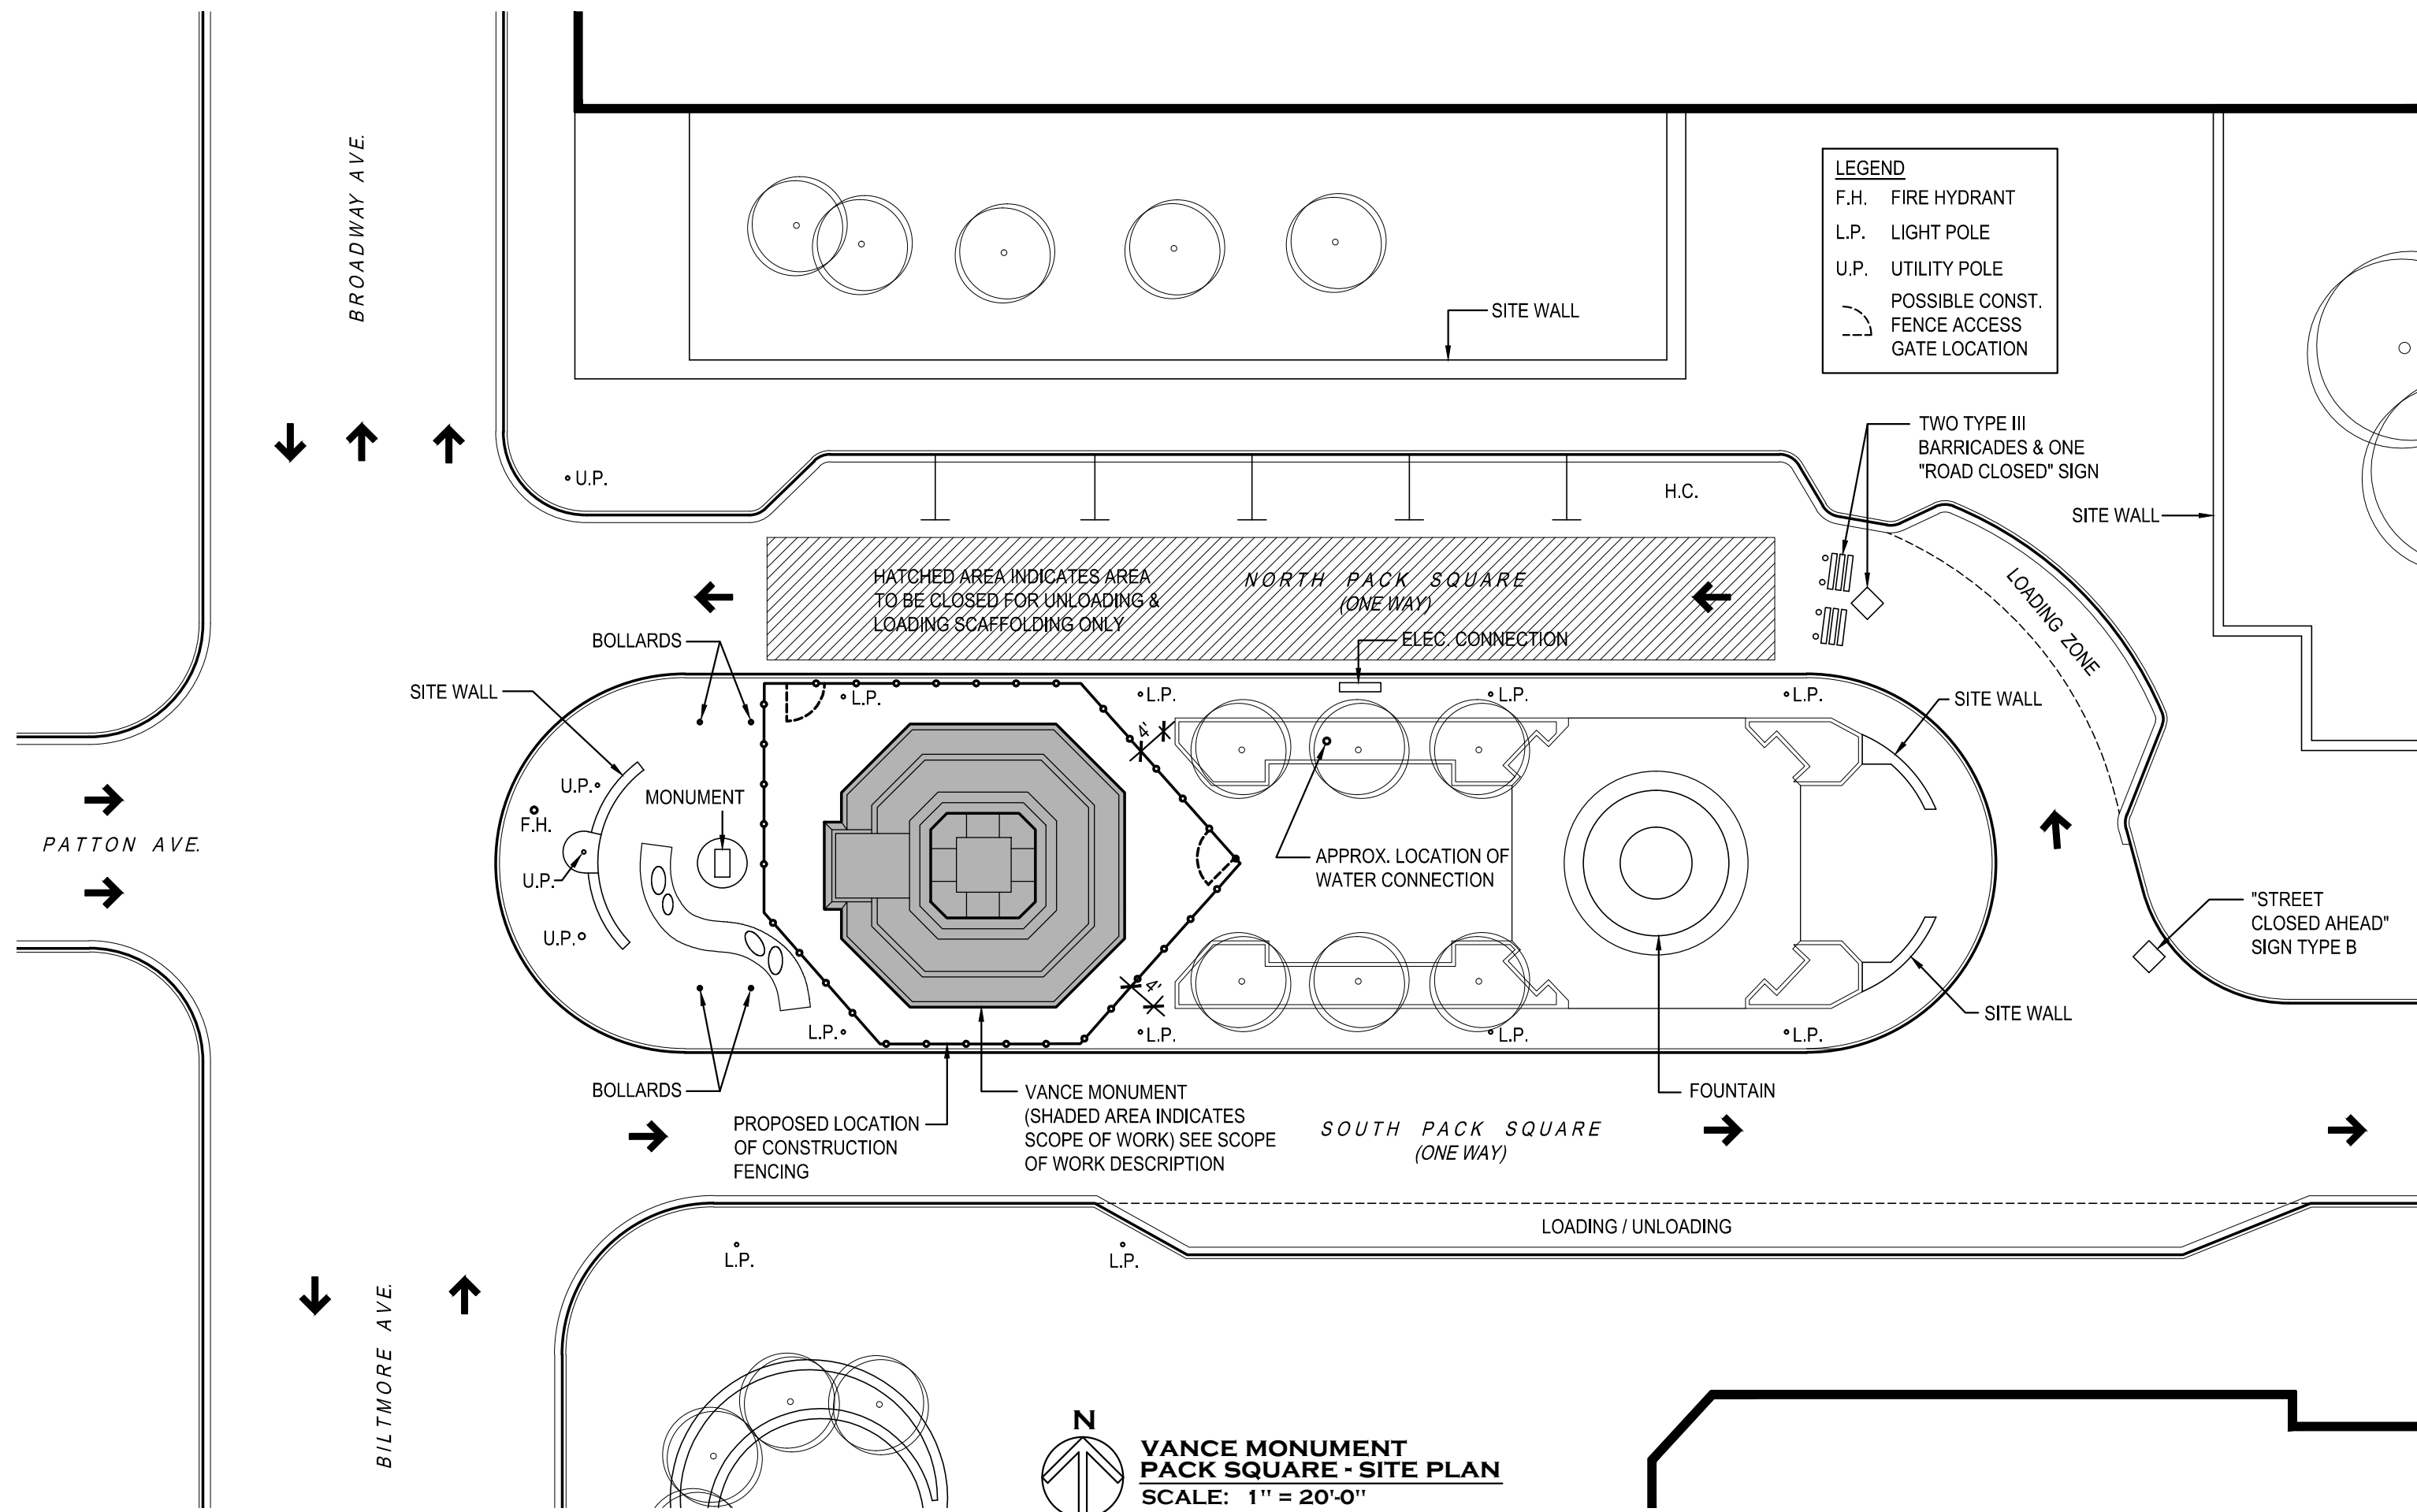 BROADWAY AVE.
LEGEND
F.H. FIRE HYDRANT
L.P. LIGHT POLE
U.P. UTILITY POLE
POSSIBLE CONST.
FENCE ACCESS
GATE LOCATION
SITE WALL
TWO TYPE III
BARRICADES & ONE
"ROAD CLOSED" SIGN
U.P.
H.C.
SITE WALL
HATCHED AREA INDICATES AREA
TO BE CLOSED FOR UNLOADING &
LOADING SCAFFOLDING ONLY
NORTH PACK SQUARE
(ONE WAY)
LOADING ZONE
BOLLARDS
ELEC. CONNECTION
SITE WALL
L.P.
L.P.
L.P.
L.P.
SITE WALL
4'
U.P.
MONUMENT
F.H.
PATTON AVE.
APPROX. LOCATION OF
WATER CONNECTION
U.P.
"STREET
CLOSED AHEAD"
SIGN TYPE B
U.P.
4'
L.P.
L.P.
L.P.
L.P.
SITE WALL
BOLLARDS
VANCE MONUMENT
(SHADED AREA INDICATES
SCOPE OF WORK) SEE SCOPE
OF WORK DESCRIPTION
FOUNTAIN
PROPOSED LOCATION
OF CONSTRUCTION
FENCING
SOUTH PACK SQUARE
(ONE WAY)
LOADING / UNLOADING
L.P.
L.P.
BILTMORE AVE.
N
VANCE MONUMENT
PACK SQUARE - SITE PLAN
SCALE: 1" = 20'-0"